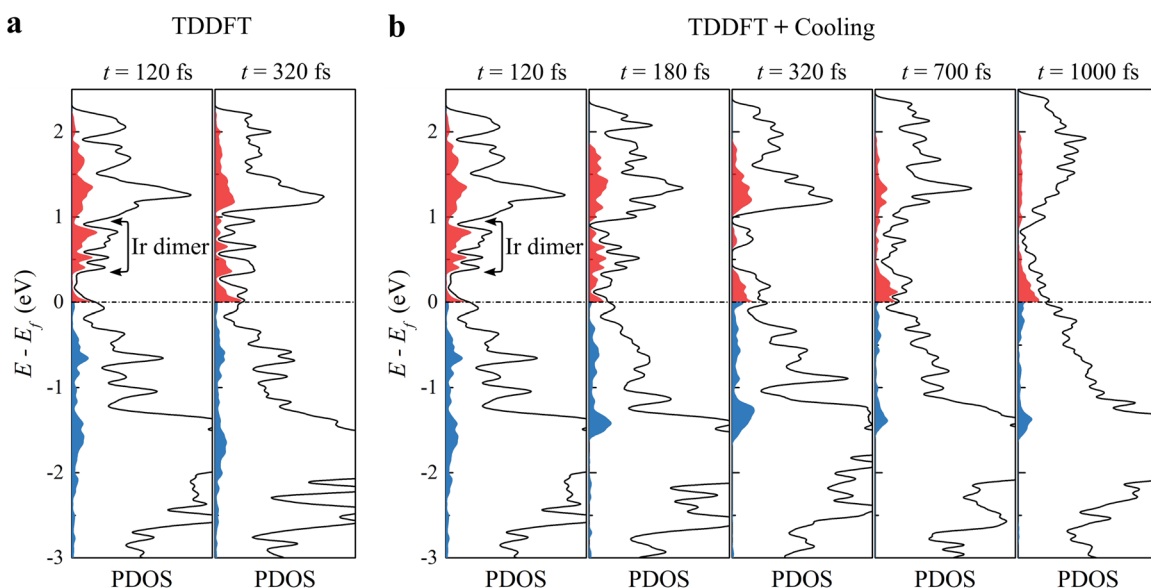 a
TDDFT
b
TDDFT + Cooling
t = 120 fs
t = 320 fs
t = 120 fs
t = 180 fs
t = 320 fs
t = 700 fs
t = 1000 fs
E - E_f (eV)
2
1
0
-1
-2
-3
Ir dimer
PDOS
PDOS
E - E_f (eV)
2
1
0
-1
-2
-3
Ir dimer
PDOS
PDOS
PDOS
PDOS
PDOS